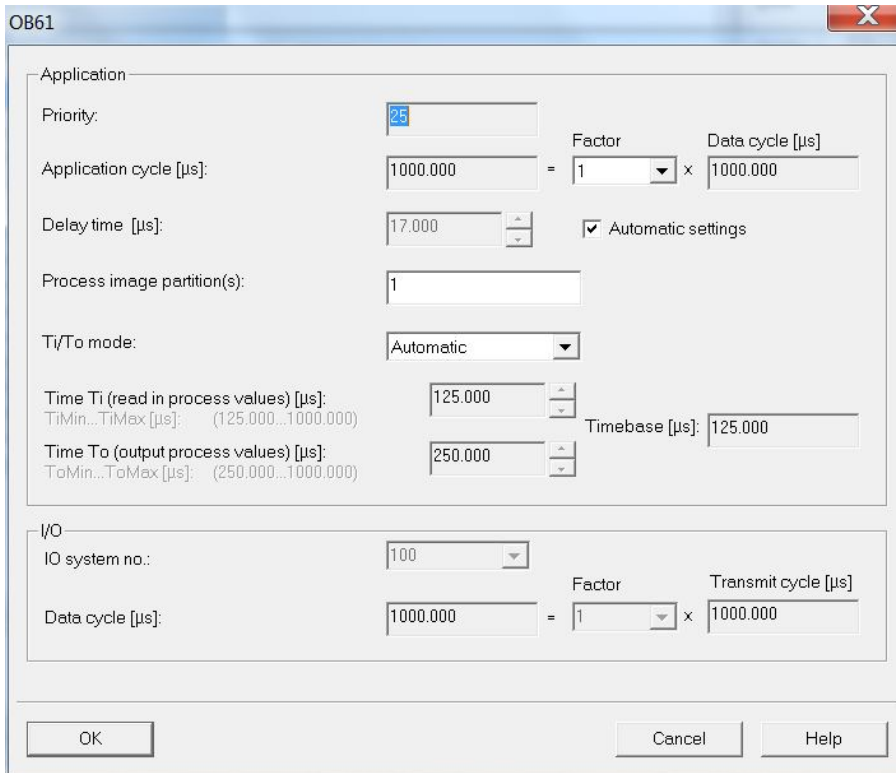 OB61
Application
Priority: 25
Factor Data cycle [µs]
Application cycle [µs]: 1000.000 = 1 x 1000.000
Delay time [µs]: 17.000 Automatic settings
Process image partition(s): 1
Ti/To mode: Automatic
Time Ti (read in process values) [µs]: 125.000
TiMin...TiMax [µs]: (125.000...1000.000)
Timebase [µs]: 125.000
Time To (output process values) [µs]: 250.000
ToMin...ToMax [µs]: (250.000...1000.000)
I/O
IO system no.: 100
Factor Transmit cycle [µs]
Data cycle [µs]: 1000.000 = 1 x 1000.000
OK Cancel Help